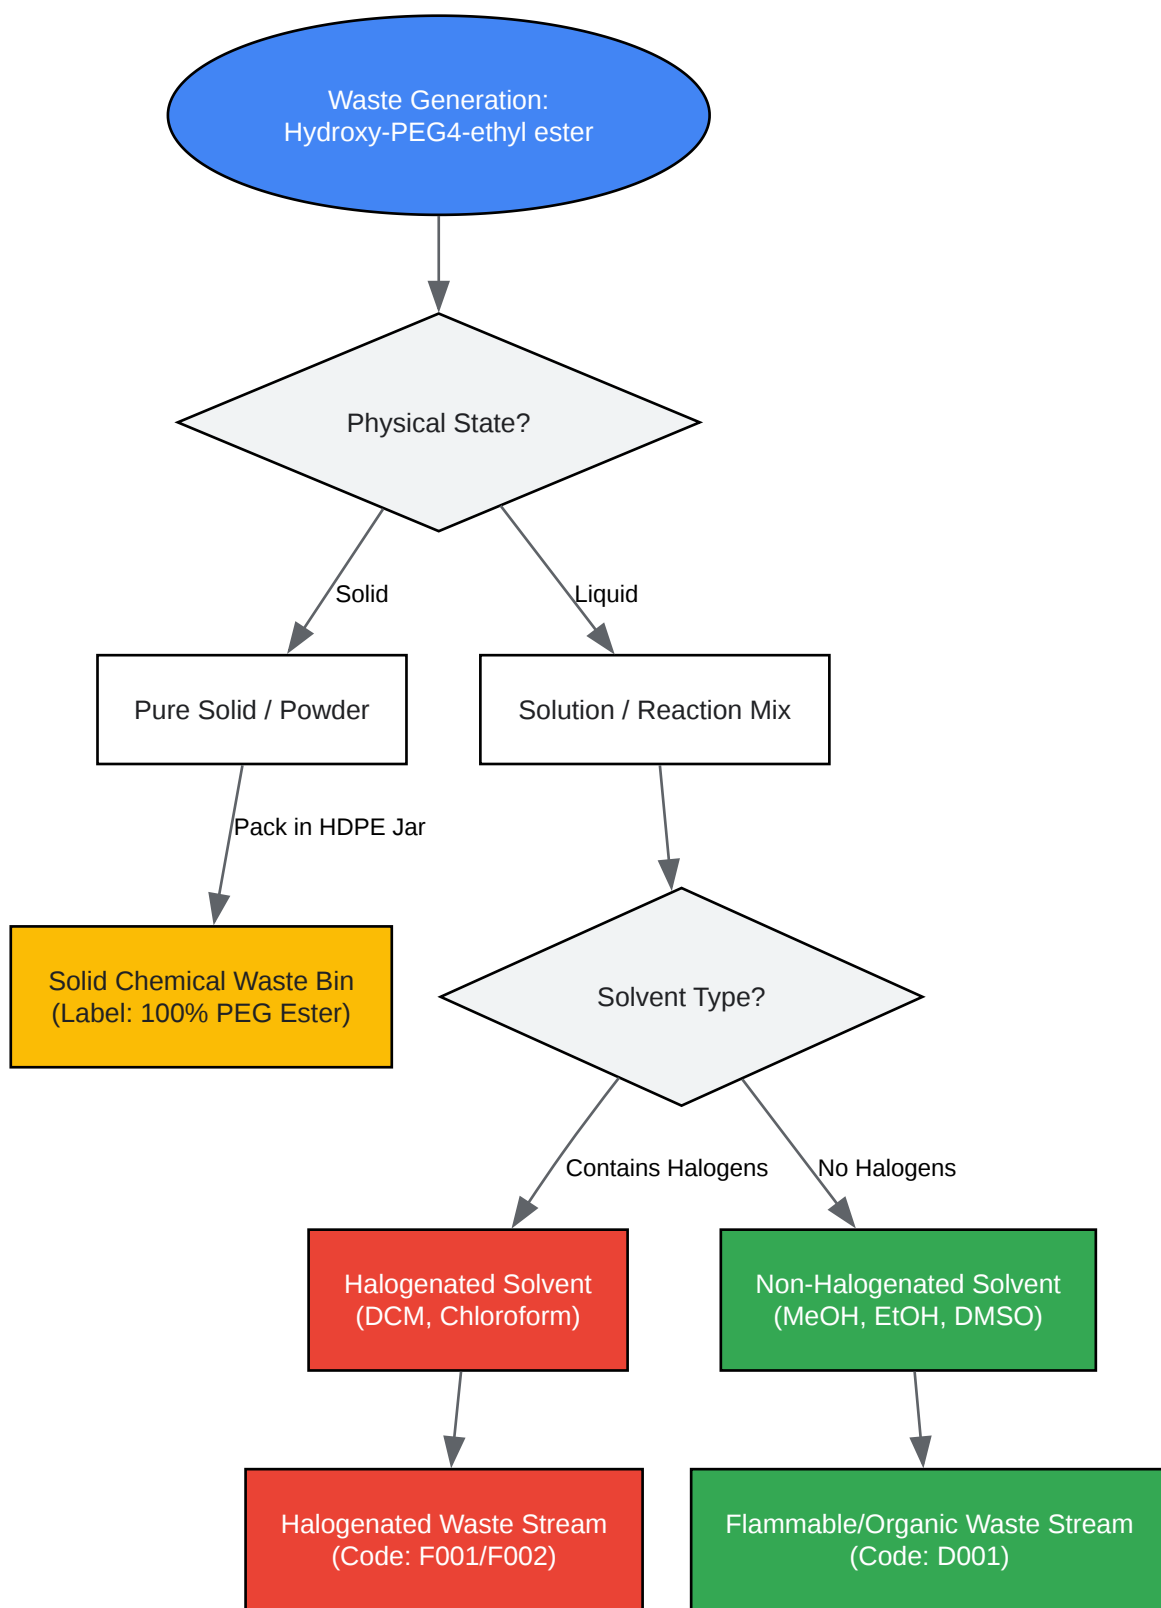 Waste Generation:
Hydroxy-PEG4-ethyl ester
Physical State?
Solid
Liquid
Pure Solid / Powder
Solution / Reaction Mix
Pack in HDPE Jar
Solid Chemical Waste Bin
(Label: 100% PEG Ester)
Solvent Type?
Contains Halogens
No Halogens
Halogenated Solvent
(DCM, Chloroform)
Non-Halogenated Solvent
(MeOH, EtOH, DMSO)
Halogenated Waste Stream
(Code: F001/F002)
Flammable/Organic Waste Stream
(Code: D001)